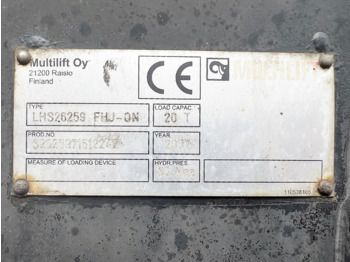 Multilift Oy
21200 Raisio
Finland
CE
MULTILIFT
TYPE
LOAD CAPAC.
LHS26259 FHJ-ON
20 T
PROD.NO
YEAR
MEASURE OF LOADING DEVICE
HYDR.PRES.